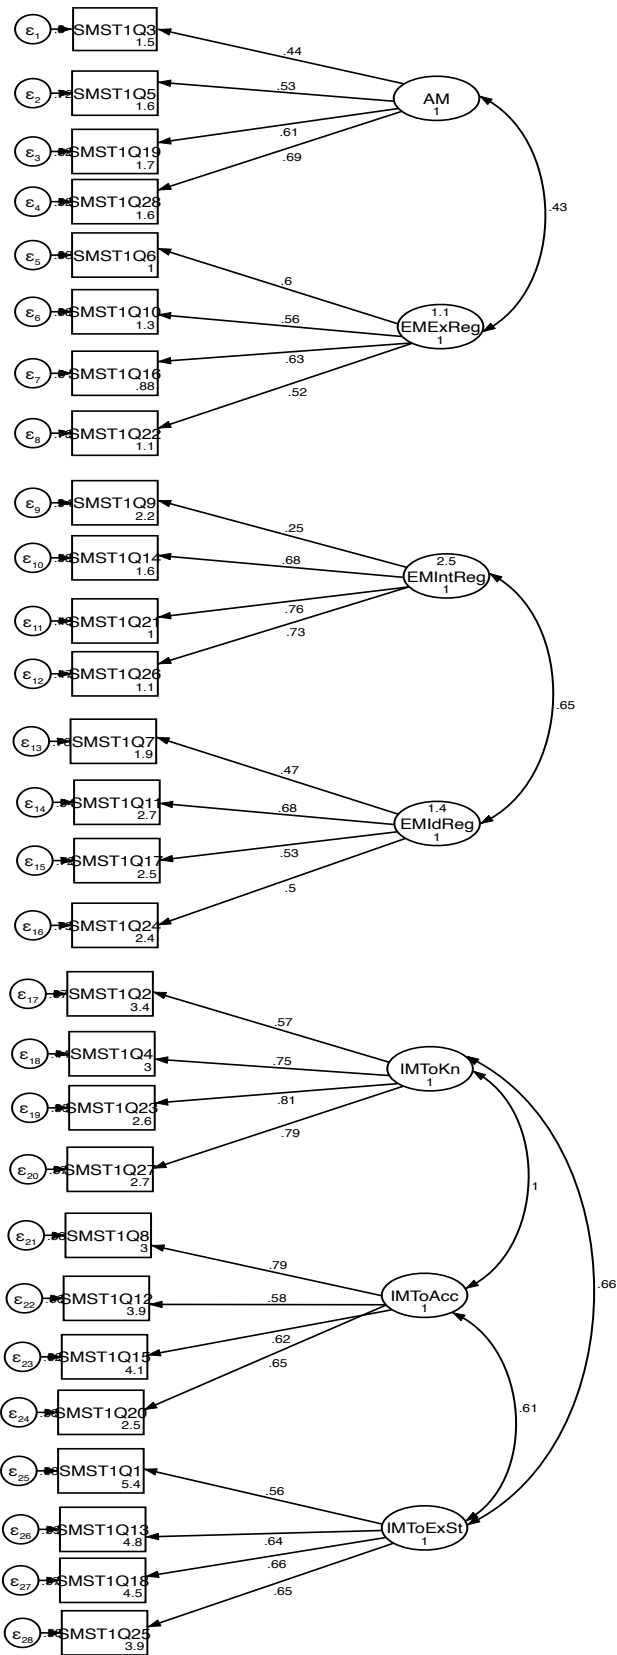 ε1 SMST1Q3
1.5
.44
ε2 SMST1Q5
1.6
.53
AM
1
ε3 SMST1Q19
1.7
.61
ε4 SMST1Q28
1.6
.69
.43
ε5 SMST1Q6
1
.6
ε6 SMST1Q10
1.3
.56
1.1
EMExReg
1
ε7 SMST1Q16
.88
.63
ε8 SMST1Q22
1.1
.52
ε9 SMST1Q9
2.2
.25
ε10 SMST1Q14
1.6
.68
2.5
EMIntReg
1
ε11 SMST1Q21
1
.76
ε12 SMST1Q26
1.1
.73
.65
ε13 SMST1Q7
1.9
.47
ε14 SMST1Q11
2.7
.68
1.4
EMIdReg
1
ε15 SMST1Q17
2.5
.53
ε16 SMST1Q24
2.4
.5
ε17 SMST1Q2
3.4
.57
ε18 SMST1Q4
3
.75
IMToKn
1
ε19 SMST1Q23
2.6
.81
ε20 SMST1Q27
2.7
.79
1
ε21 SMST1Q8
3
.79
.66
ε22 SMST1Q12
3.9
.58
IMToAcc
1
ε23 SMST1Q15
4.1
.62
ε24 SMST1Q20
2.5
.65
.61
ε25 SMST1Q1
5.4
.56
ε26 SMST1Q13
4.8
.64
IMToExSt
1
ε27 SMST1Q18
4.5
.66
ε28 SMST1Q25
3.9
.65